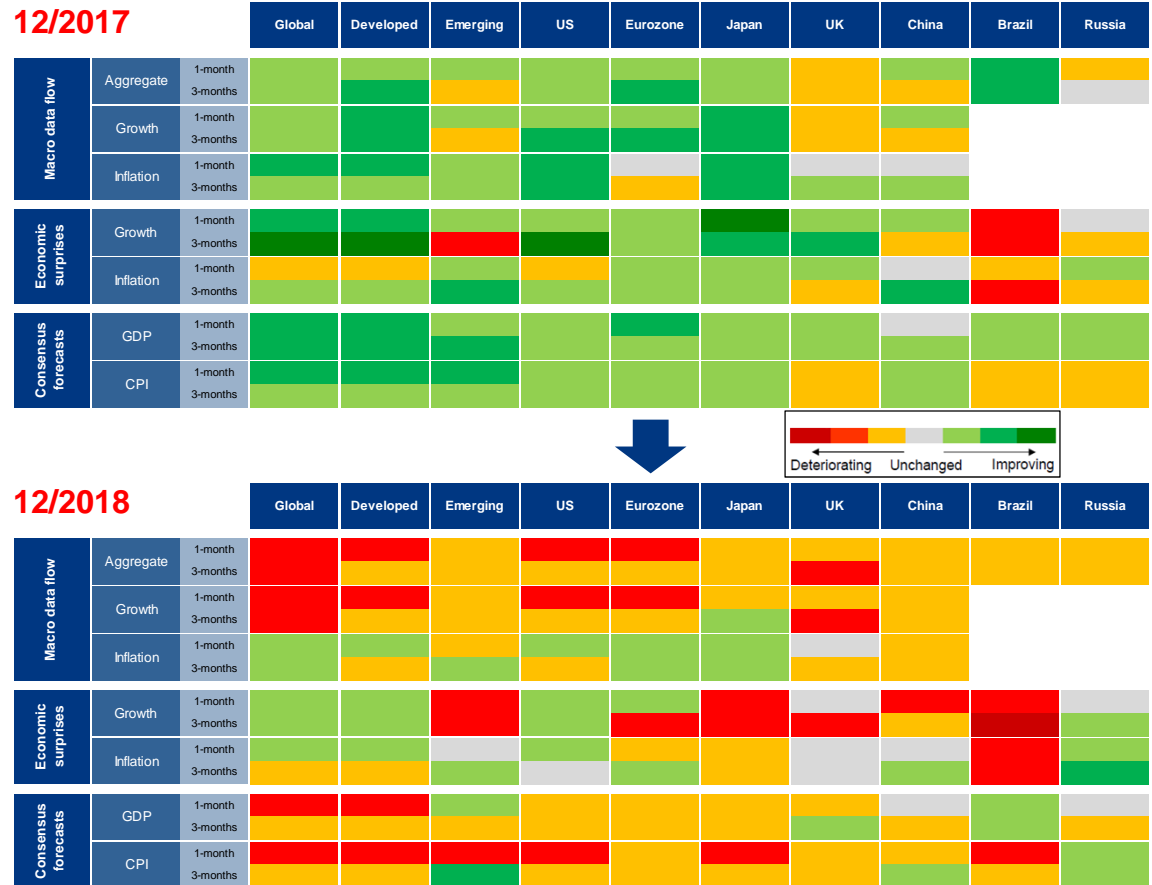 12/2017 Global Developed Emerging US Eurozone Japan UK China Brazil Russia
Macro data flow
Aggregate
1-month
3-months
Growth
1-month
3-months
Inflation
1-month
3-months
Economic
surprises
Growth
1-month
3-months
Inflation
1-month
3-months
Consensus
forecasts
GDP
1-month
3-months
CPI
1-month
3-months
Deteriorating Unchanged Improving
12/2018 Global Developed Emerging US Eurozone Japan UK China Brazil Russia
Macro data flow
Aggregate
1-month
3-months
Growth
1-month
3-months
Inflation
1-month
3-months
Economic
surprises
Growth
1-month
3-months
Inflation
1-month
3-months
Consensus
forecasts
GDP
1-month
3-months
CPI
1-month
3-months